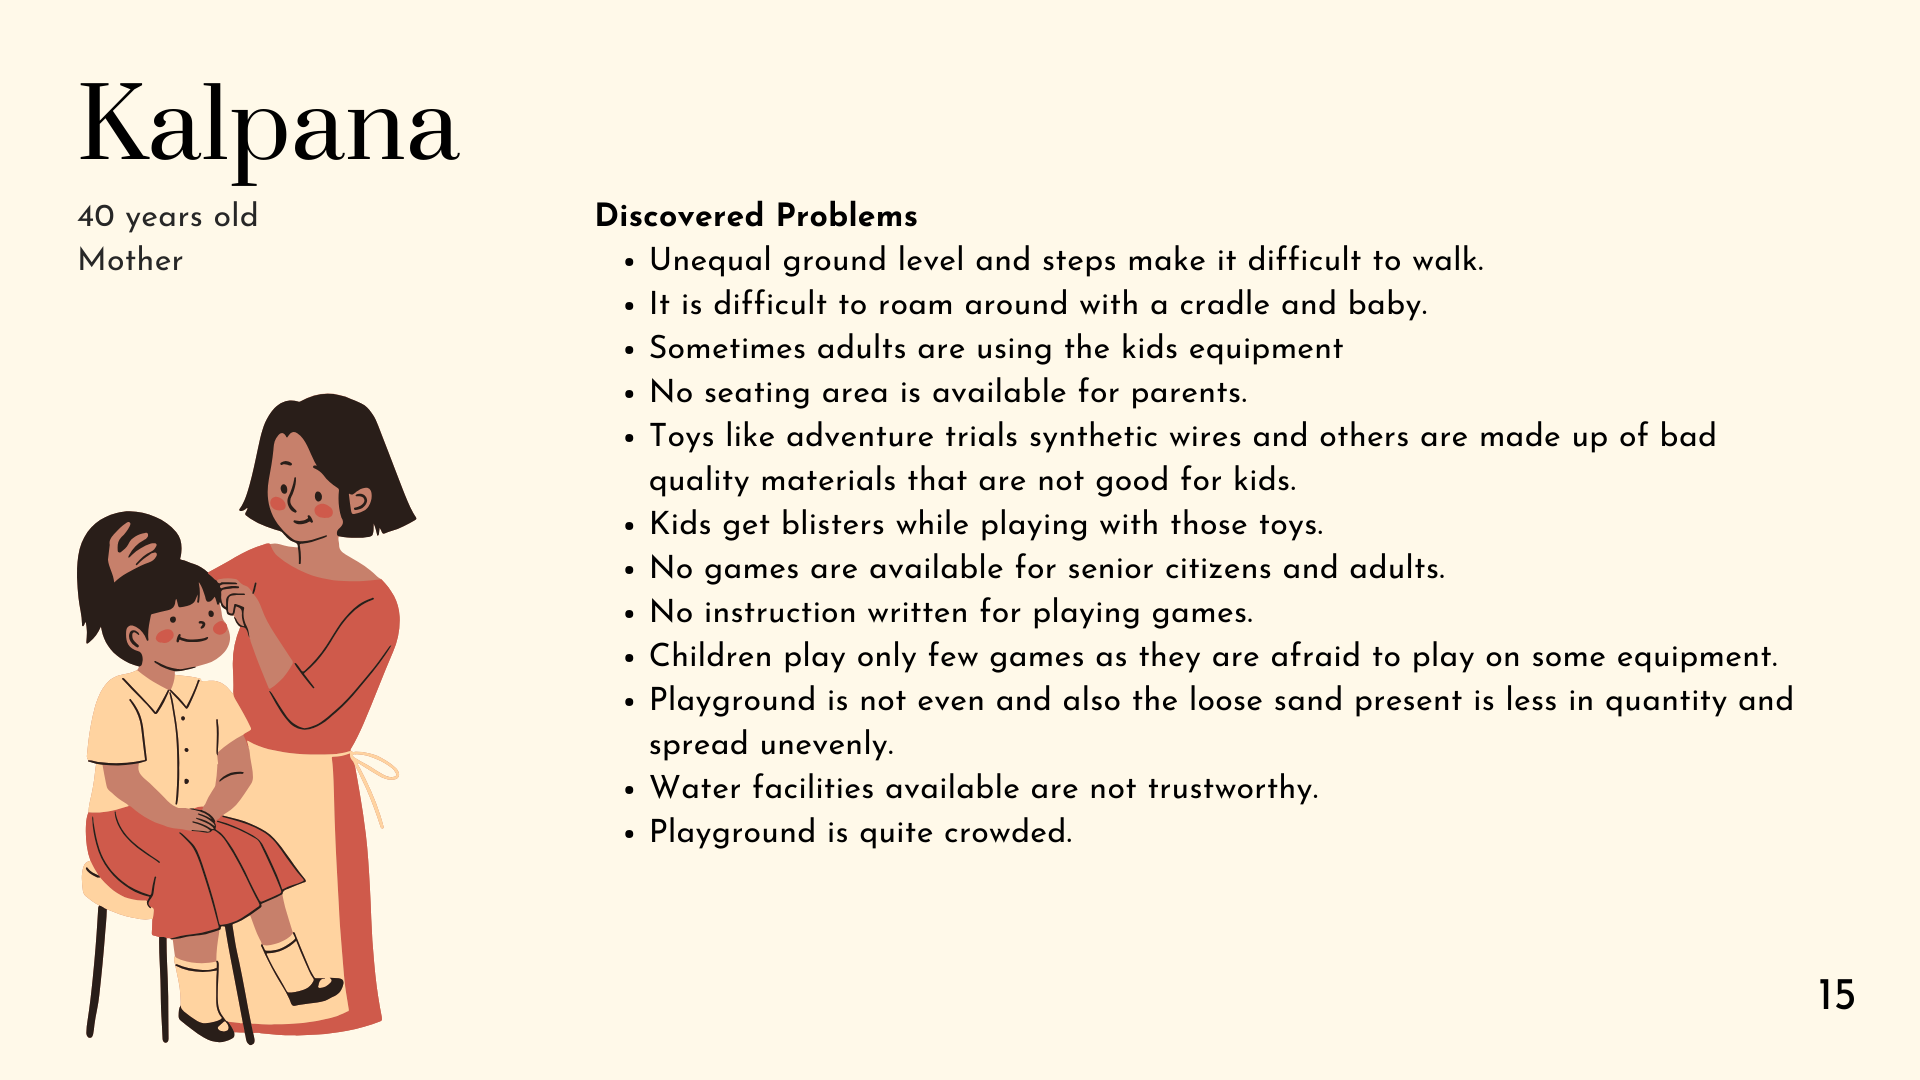 Kalpana
40 years old
Mother
Discovered Problems
• Unequal ground level and steps make it difficult to walk.
• It is difficult to roam around with a cradle and baby.
• Sometimes adults are using the kids equipment
• No seating area is available for parents.
• Toys like adventure trials synthetic wires and others are made up of bad
quality materials that are not good for kids.
• Kids get blisters while playing with those toys.
• No games are available for senior citizens and adults.
• No instruction written for playing games.
• Children play only few games as they are afraid to play on some equipment.
• Playground is not even and also the loose sand present is less in quantity and
spread unevenly.
• Water facilities available are not trustworthy.
• Playground is quite crowded.
15